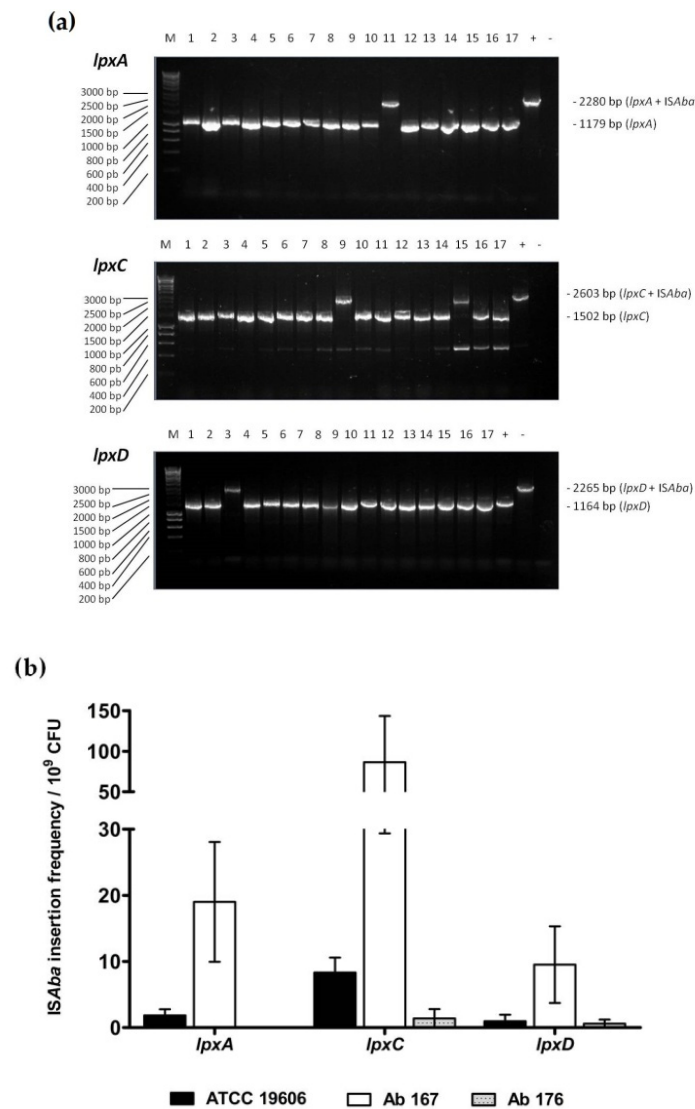 (a)
lpxA
M 1 2 3 4 5 6 7 8 9 10 11 12 13 14 15 16 17 + -
3000 bp
2500 bp
2000 bp
1500 bp
1000 bp
800 pb
600 bp
400 bp
200 bp
- 2280 bp (lpxA + ISAba
- 1179 bp (lpxA)
lpxC
M 1 2 3 4 5 6 7 8 9 10 11 12 13 14 15 16 17 + -
3000 bp
2500 bp
2000 bp
1500 bp
1000 bp
800 pb
600 bp
400 bp
200 bp
- 2603 bp (lpxC + ISAba)
- 1502 bp (lpxC)
lpxD
M 1 2 3 4 5 6 7 8 9 10 11 12 13 14 15 16 17 + -
3000 bp
2500 bp
2000 bp
1500 bp
1000 bp
800 bp
600 pb
400 bp
200 bp
- 2265 bp (lpxD + ISAba)
- 1164 bp (lpxD)
(b)
ISAba insertion frequency / 10⁹ CFU
150
100
50
30
20
10
0
lpxA lpxC lpxD
ATCC 19606 Ab 167 Ab 176